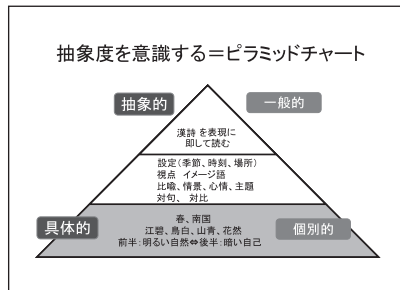 抽象度を意識する＝ピラミッドチャート
抽象的
一般的
漢詩 を表現に
即して読む
設定（季節、時刻、場所）
視点　イメージ語
比喩、情景、心情、主題
対句、 対比
具体的
個別的
春、南国
江碧、鳥白、山青、花然
前半：明るい自然⇔後半：暗い自己